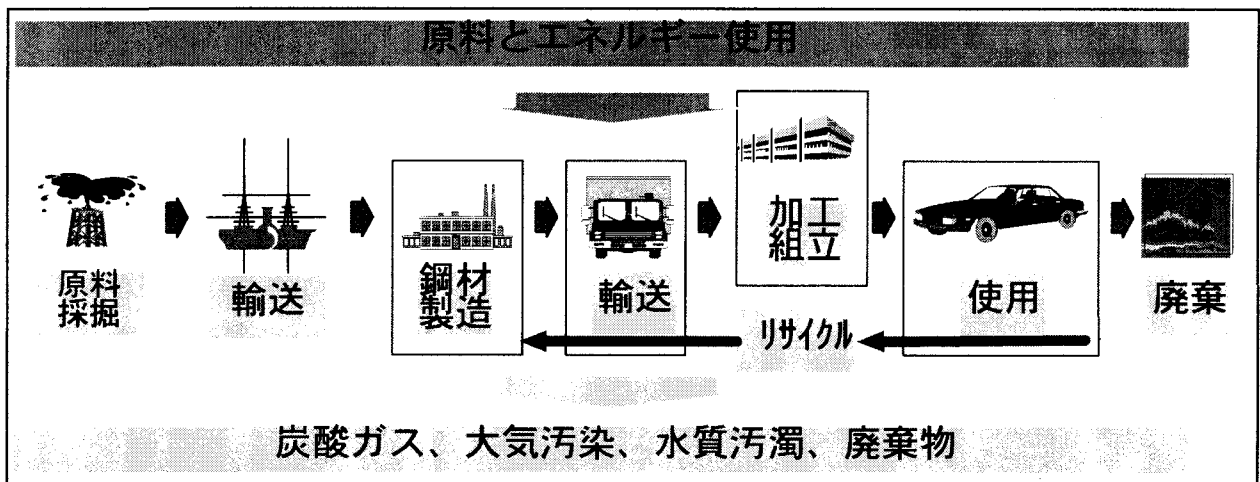 原料とエネルギー使用
原料
採掘
輸送
鋼材
製造
輸送
加工
組立
使用
廃棄
リサイクル
炭酸ガス、大気汚染、水質汚濁、廃棄物